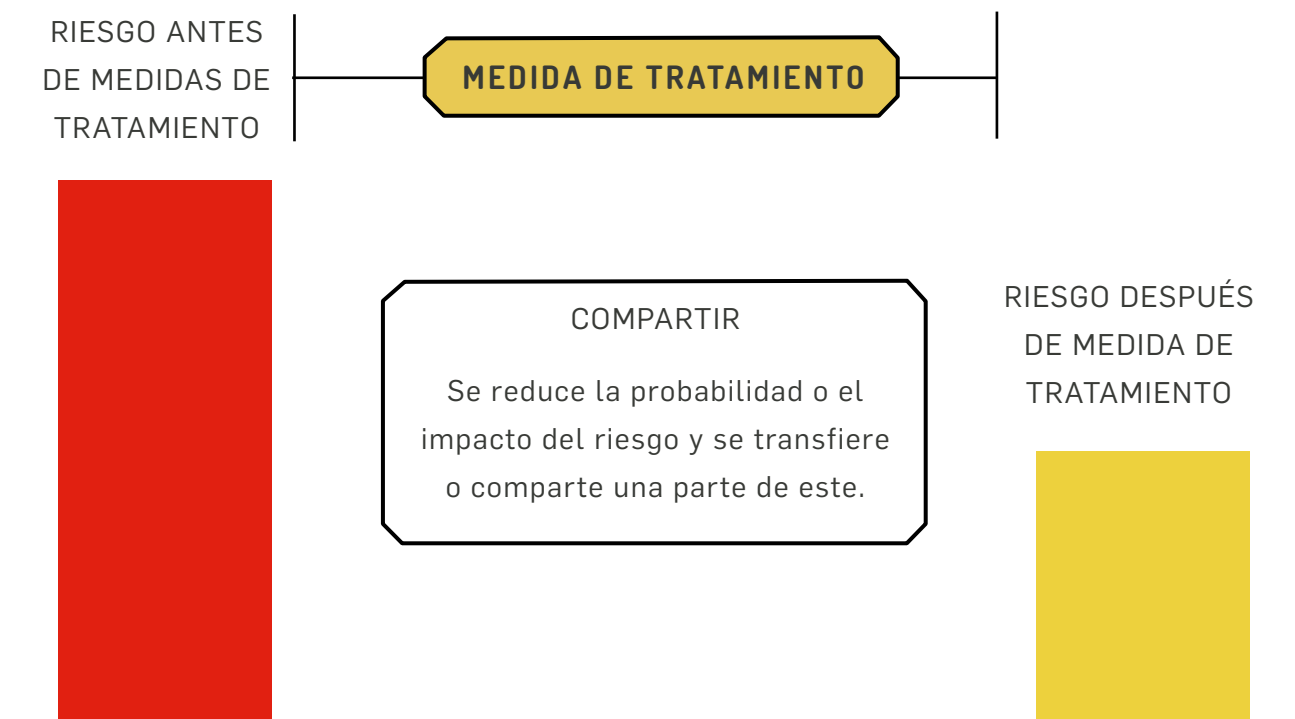 RIESGO ANTES
DE MEDIDAS DE
TRATAMIENTO
MEDIDA DE TRATAMIENTO
COMPARTIR
Se reduce la probabilidad o el
impacto del riesgo y se transfiere
o comparte una parte de este.
RIESGO DESPUÉS
DE MEDIDA DE
TRATAMIENTO